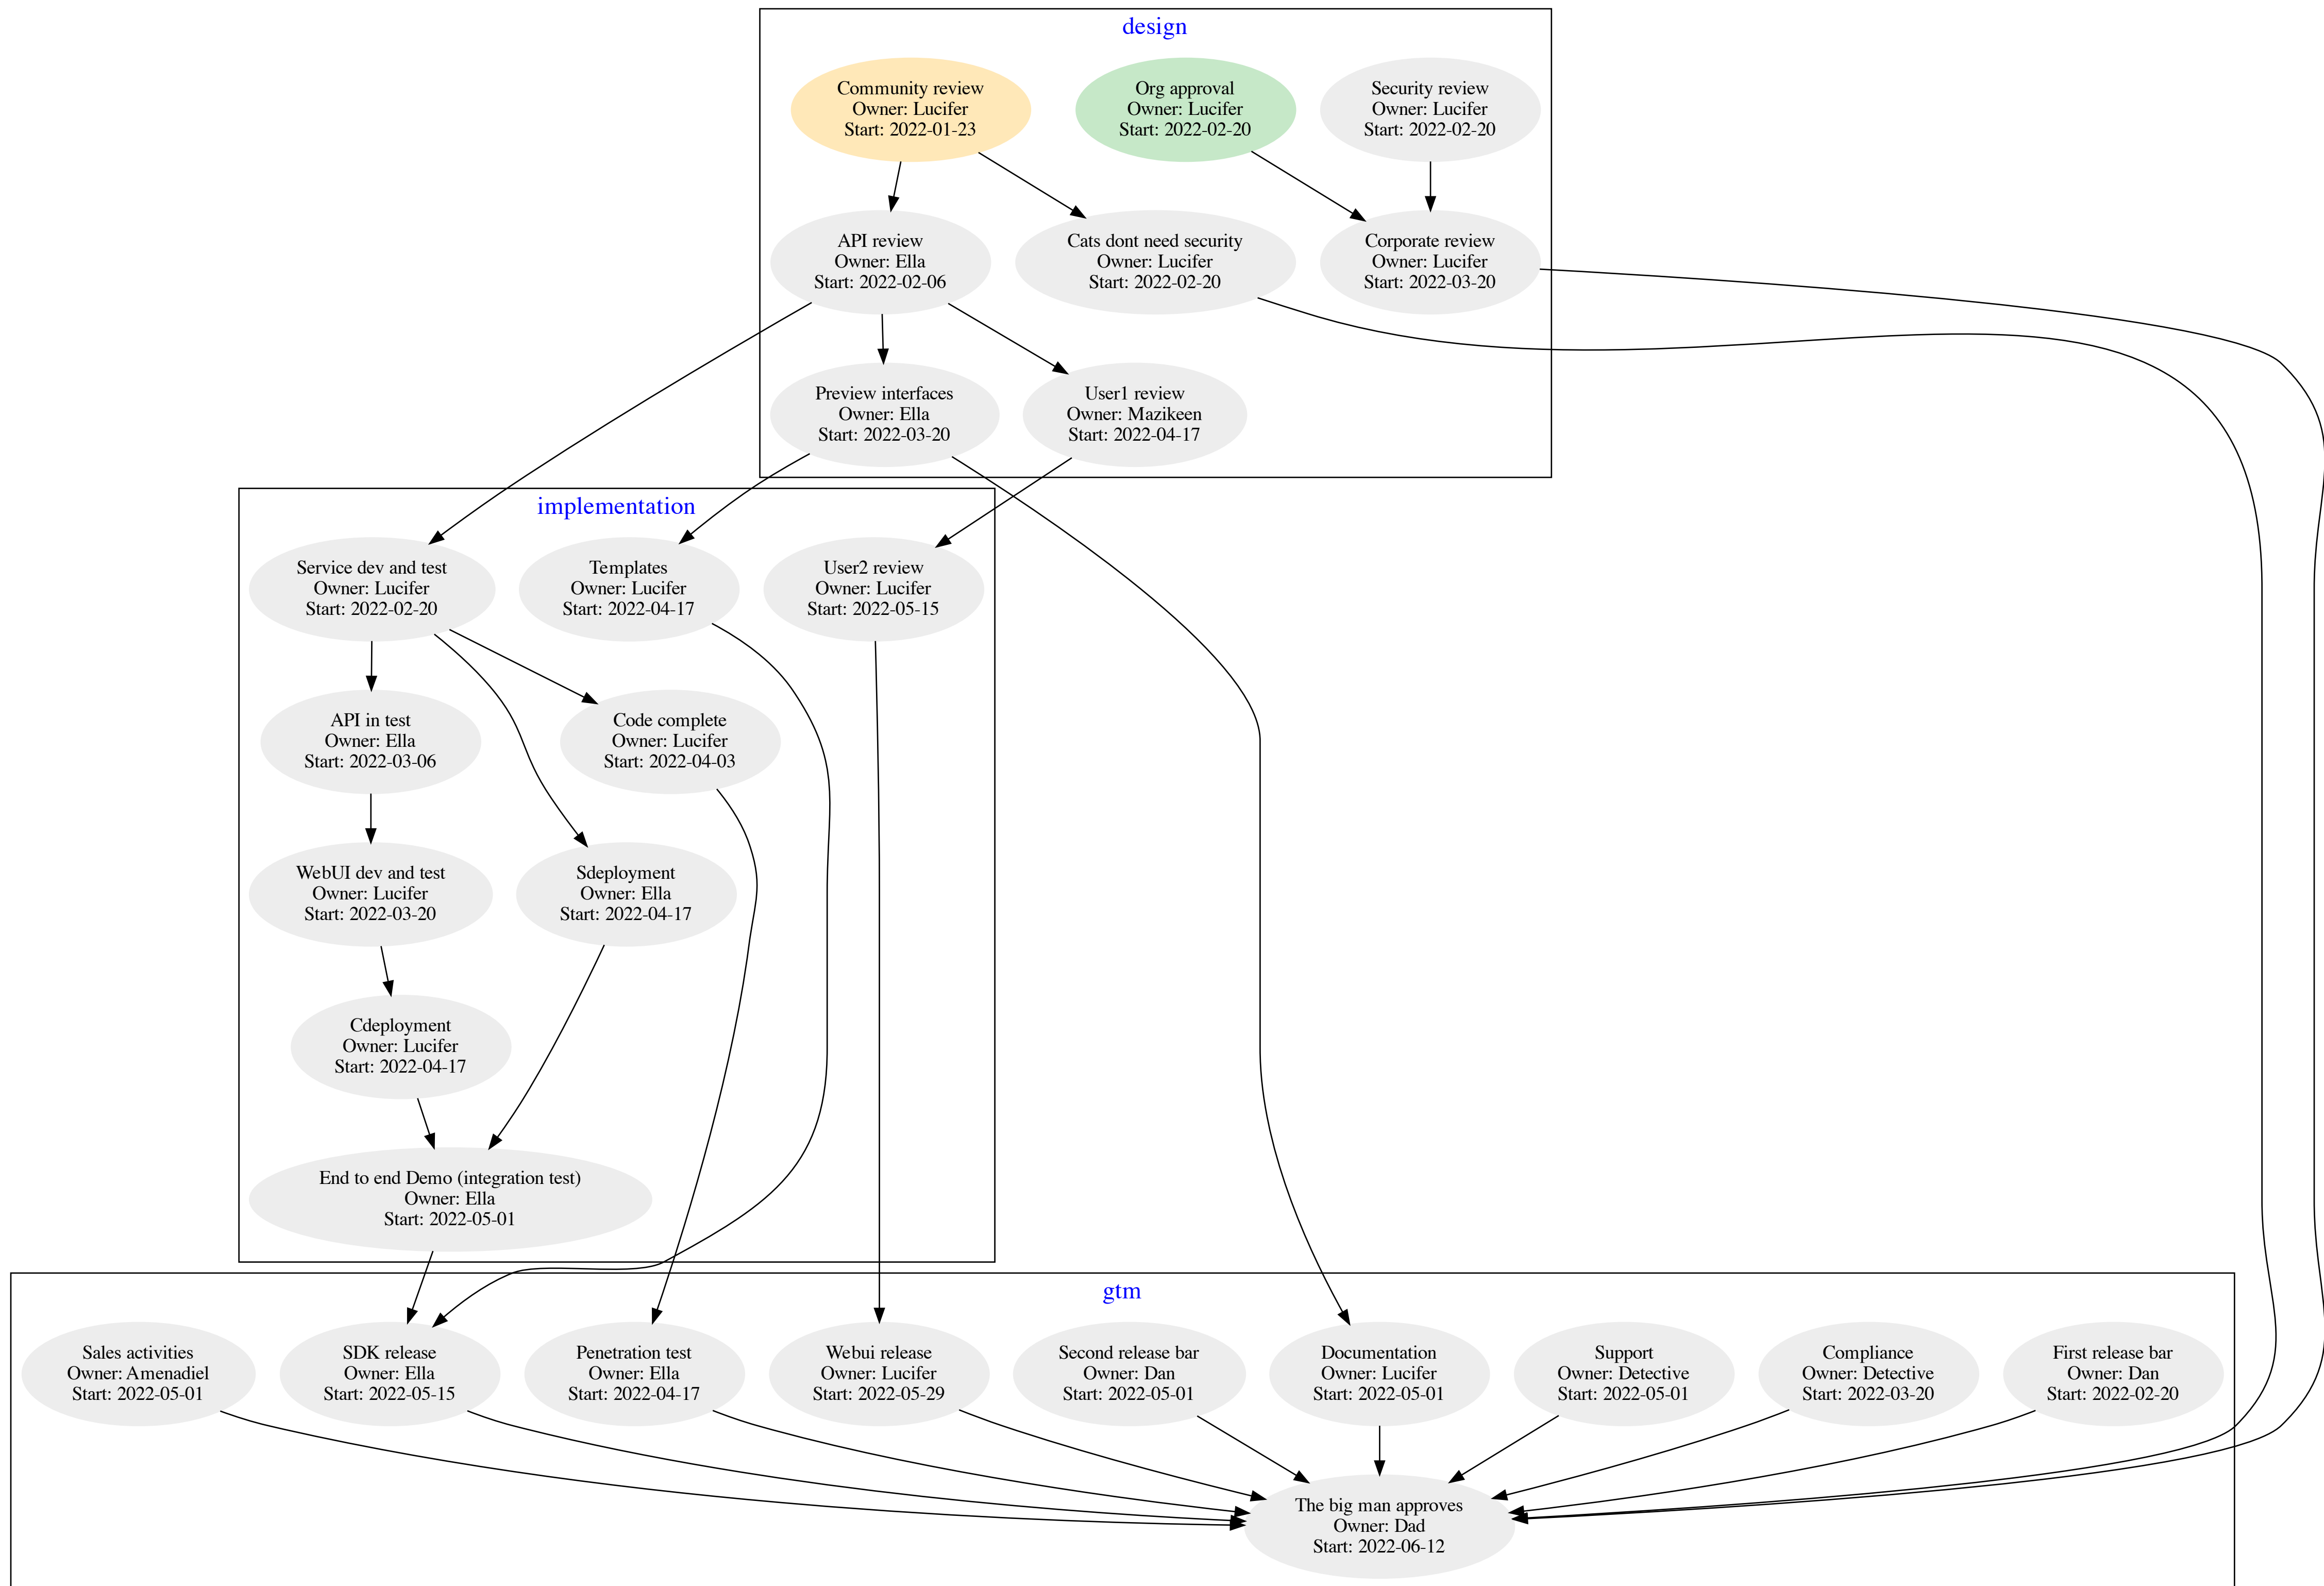 design
Community review
Owner: Lucifer
Start: 2022-01-23
Org approval
Owner: Lucifer
Start: 2022-02-20
Security review
Owner: Lucifer
Start: 2022-02-20
API review
Owner: Ella
Start: 2022-02-06
Cats dont need security
Owner: Lucifer
Start: 2022-02-20
Corporate review
Owner: Lucifer
Start: 2022-03-20
Preview interfaces
Owner: Ella
Start: 2022-03-20
User1 review
Owner: Mazikeen
Start: 2022-04-17
implementation
Service dev and test
Owner: Lucifer
Start: 2022-02-20
Templates
Owner: Lucifer
Start: 2022-04-17
User2 review
Owner: Lucifer
Start: 2022-05-15
API in test
Owner: Ella
Start: 2022-03-06
Code complete
Owner: Lucifer
Start: 2022-04-03
WebUI dev and test
Owner: Lucifer
Start: 2022-03-20
Sdeployment
Owner: Ella
Start: 2022-04-17
Cdeployment
Owner: Lucifer
Start: 2022-04-17
End to end Demo (integration test)
Owner: Ella
Start: 2022-05-01
gtm
Sales activities
Owner: Amenadiel
Start: 2022-05-01
SDK release
Owner: Ella
Start: 2022-05-15
Penetration test
Owner: Ella
Start: 2022-04-17
Webui release
Owner: Lucifer
Start: 2022-05-29
Second release bar
Owner: Dan
Start: 2022-05-01
Documentation
Owner: Lucifer
Start: 2022-05-01
Support
Owner: Detective
Start: 2022-05-01
Compliance
Owner: Detective
Start: 2022-03-20
First release bar
Owner: Dan
Start: 2022-02-20
The big man approves
Owner: Dad
Start: 2022-06-12